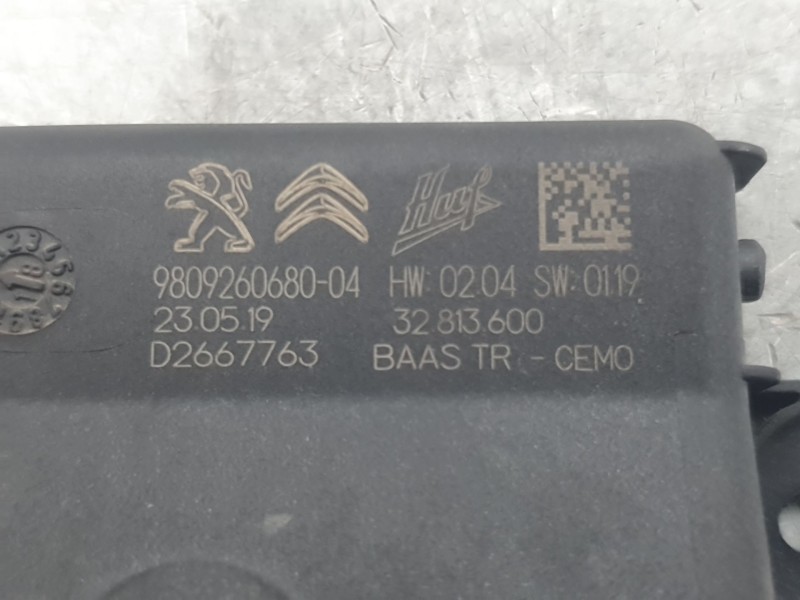 Huf
9809260680-04 HW: 02.04 SW: 01.19
23.05.19 32 813 600
D2667763 BAAS TR - CEMO